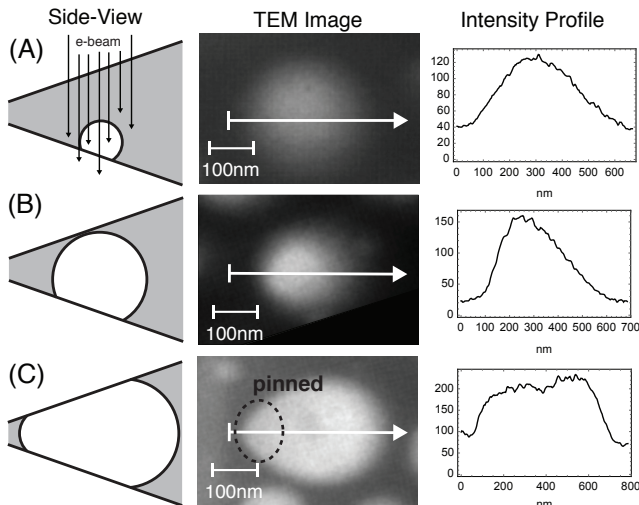 Side-View
TEM Image
Intensity Profile
(A)
e-beam
100nm
120
100
80
60
40
20
0
0 100 200 300 400 500 600
nm
(B)
100nm
150
100
50
0
0 100 200 300 400 500 600 700
nm
(C)
pinned
100nm
200
150
100
50
0
0 200 400 600 800
nm